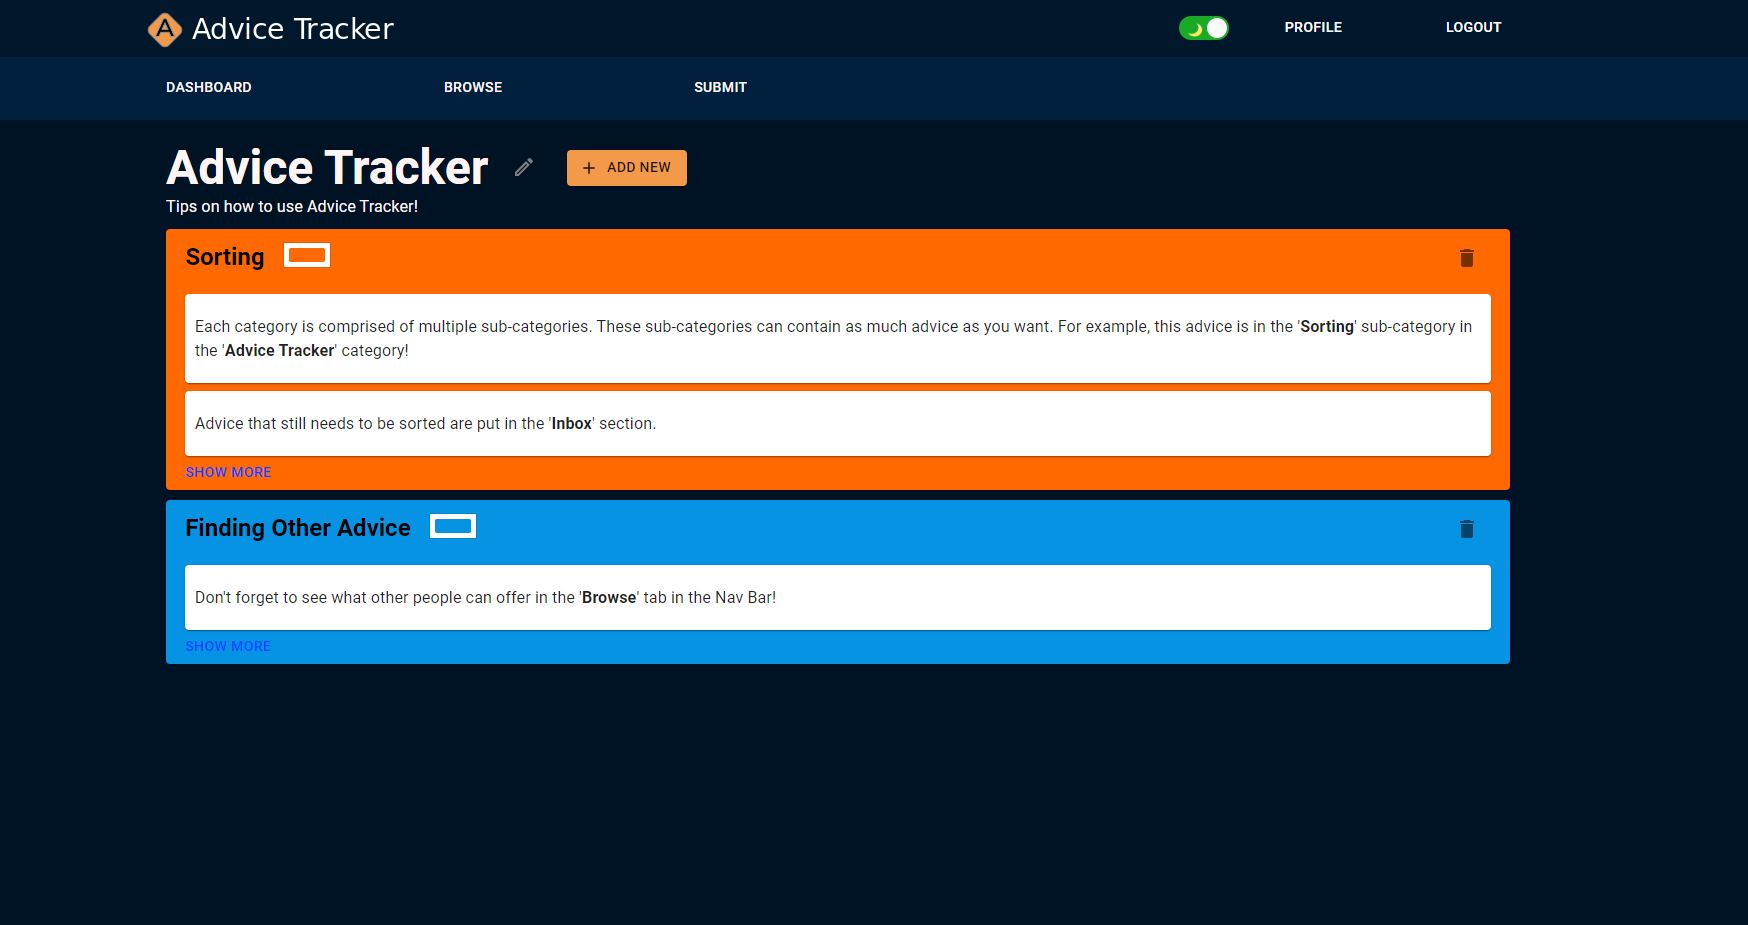 A Advice Tracker
PROFILE
LOGOUT
DASHBOARD
BROWSE
SUBMIT
Advice Tracker
+ ADD NEW
Tips on how to use Advice Tracker!
Sorting
Each category is comprised of multiple sub-categories. These sub-categories can contain as much advice as you want. For example, this advice is in the 'Sorting' sub-category in
the 'Advice Tracker' category!
Advice that still needs to be sorted are put in the 'Inbox' section.
SHOW MORE
Finding Other Advice
Don't forget to see what other people can offer in the 'Browse' tab in the Nav Bar!
SHOW MORE